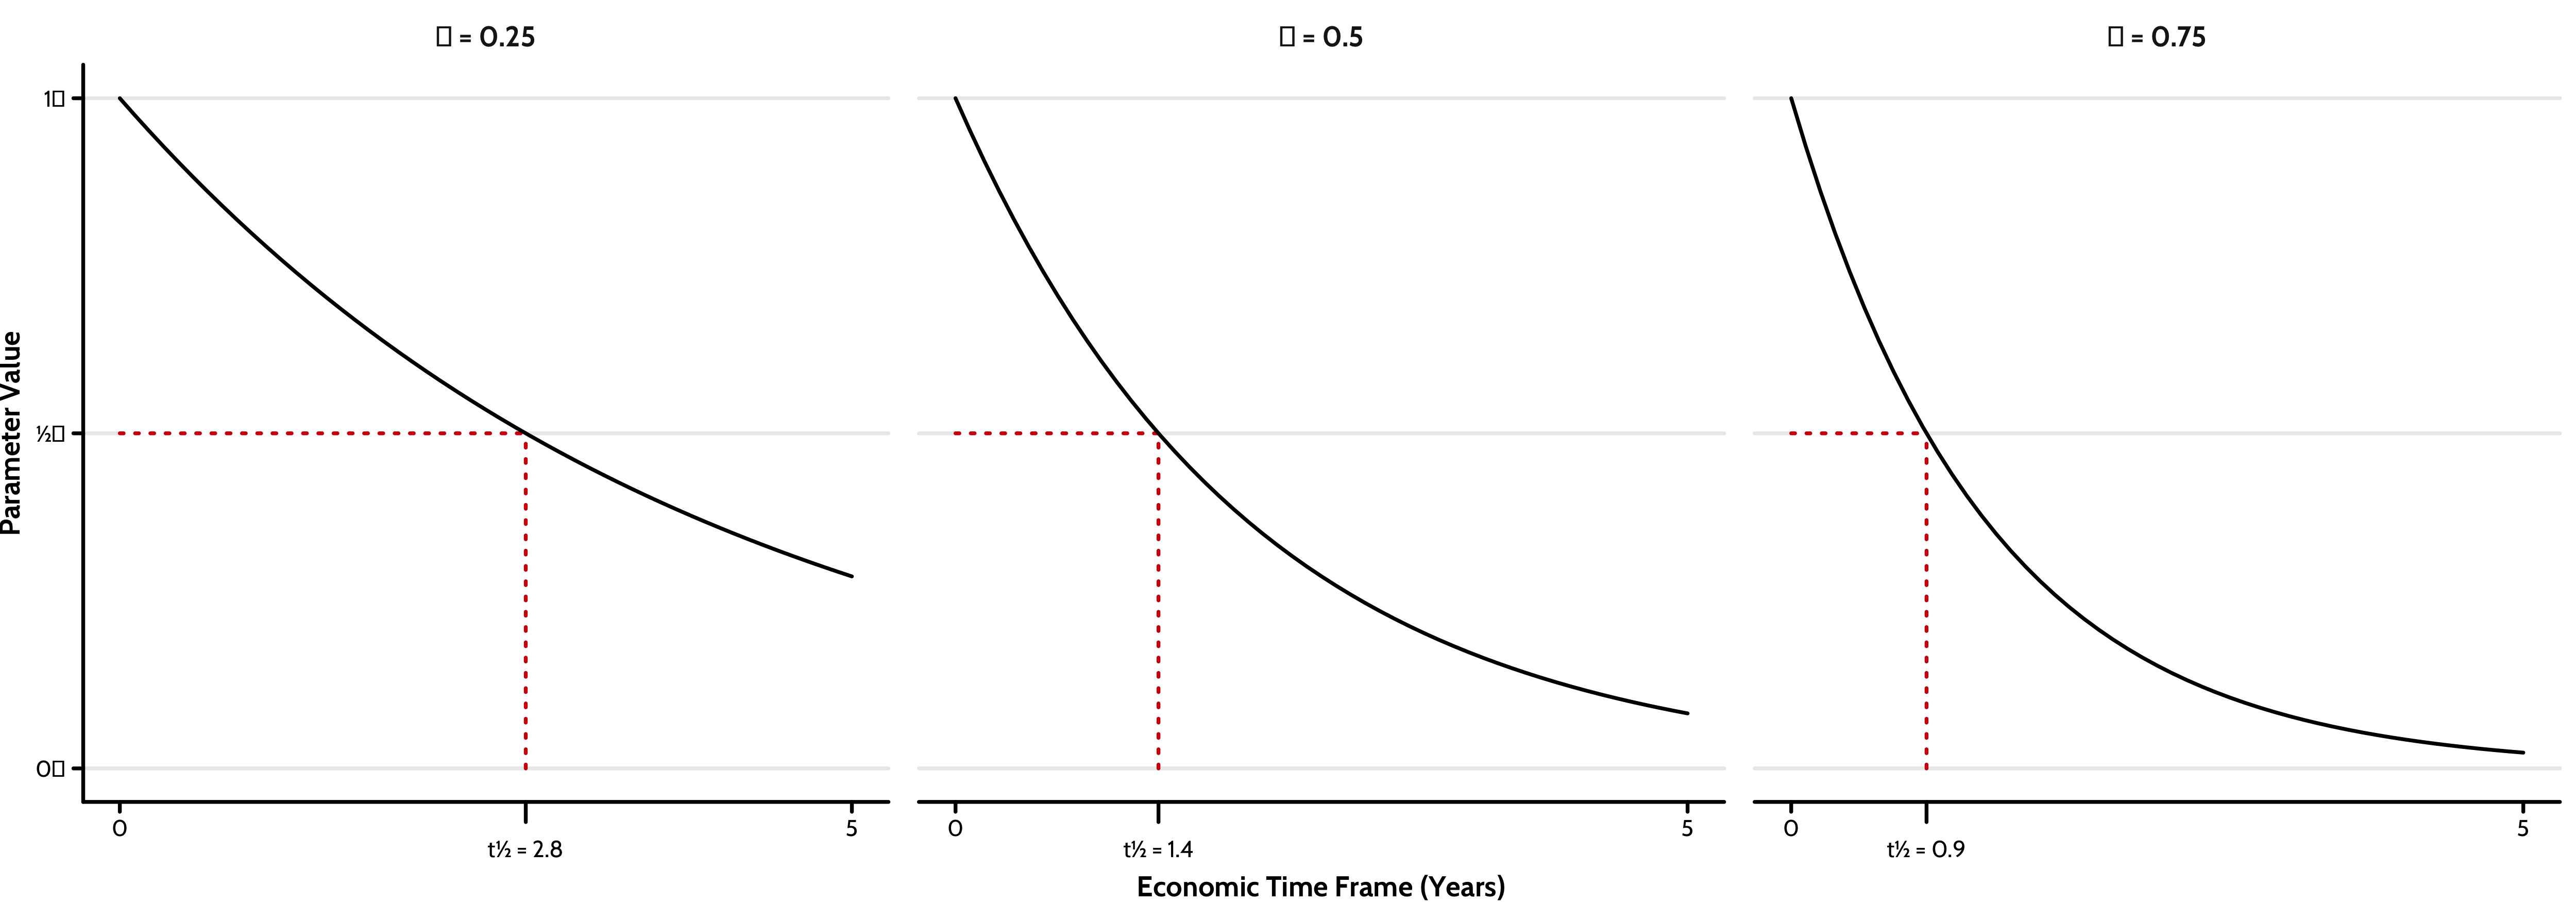 ▯ = 0.25
▯ = 0.5
▯ = 0.75
1▯
½▯
0▯
Parameter Value
0
5
t½ = 2.8
0
5
t½ = 1.4
0
5
t½ = 0.9
Economic Time Frame (Years)